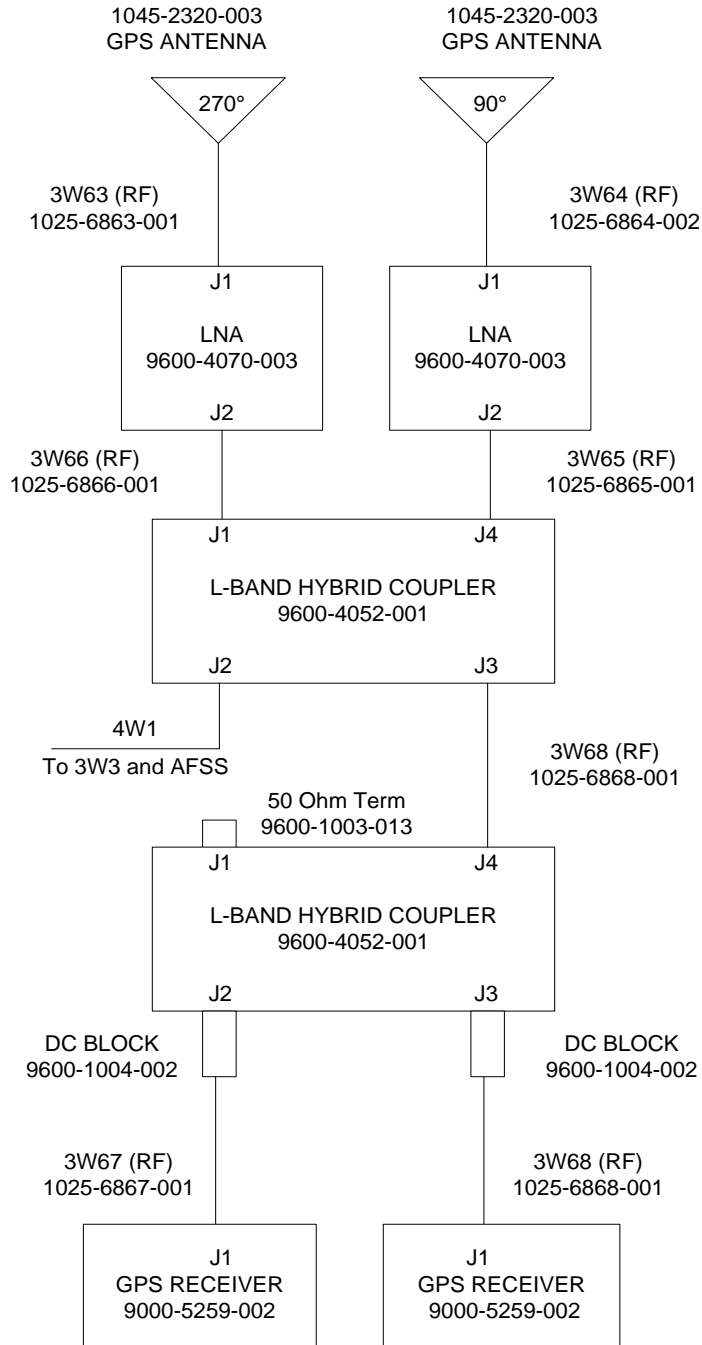 1045-2320-003
GPS ANTENNA
1045-2320-003
GPS ANTENNA
270°
90°
3W63 (RF)
1025-6863-001
3W64 (RF)
1025-6864-002
J1
LNA
9600-4070-003
J2
J1
LNA
9600-4070-003
J2
3W66 (RF)
1025-6866-001
3W65 (RF)
1025-6865-001
J1
J4
L-BAND HYBRID COUPLER
9600-4052-001
J2
J3
4W1
To 3W3 and AFSS
3W68 (RF)
1025-6868-001
50 Ohm Term
9600-1003-013
J1
J4
L-BAND HYBRID COUPLER
9600-4052-001
J2
J3
DC BLOCK
9600-1004-002
DC BLOCK
9600-1004-002
3W67 (RF)
1025-6867-001
3W68 (RF)
1025-6868-001
J1
GPS RECEIVER
9000-5259-002
J1
GPS RECEIVER
9000-5259-002